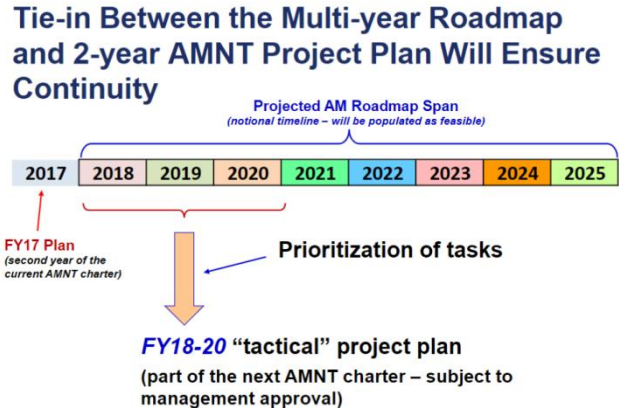 Tie-in Between the Multi-year Roadmap
and 2-year AMNT Project Plan Will Ensure
Continuity
Projected AM Roadmap Span
(notional timeline – will be populated as feasible)
2017 2018 2019 2020 2021 2022 2023 2024 2025
FY17 Plan
(second year of the
current AMNT charter)
Prioritization of tasks
FY18-20 “tactical” project plan
(part of the next AMNT charter – subject to
management approval)